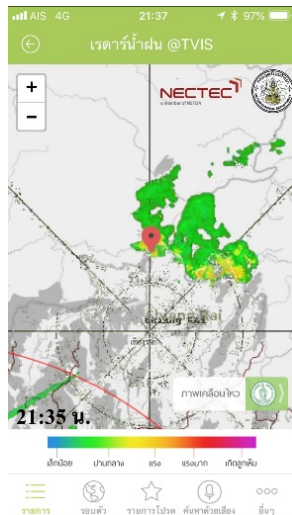 AIS 4G 21:37 97%
เรดาร์น้ำฝน @TVIS
+
NECTEC
a member of NSTDA
−
ภาพเคลื่อนไหว
21:35 น.
เล็กน้อย ปานกลาง แรง แรงมาก เกิดลูกเห็บ
รายการ รอบตัว รายการโปรด ค้นหาด้วยเสียง อื่นๆ